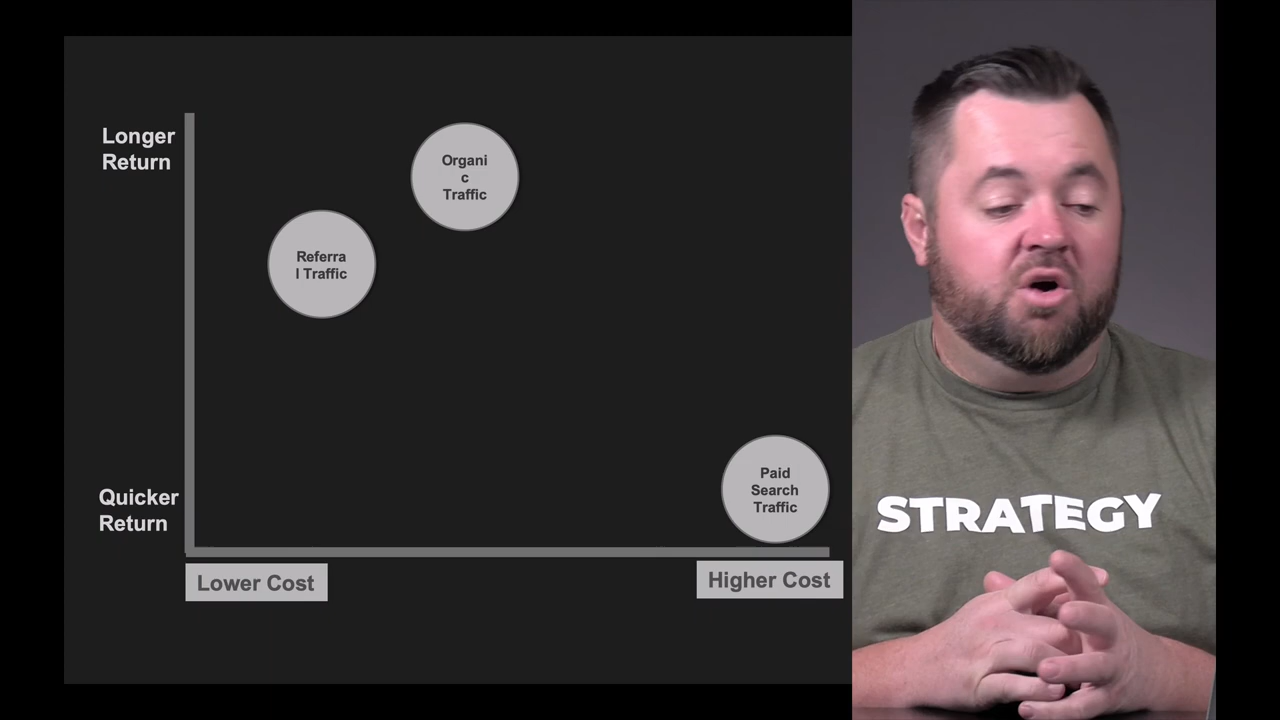 Longer
Return
Organi
c
Traffic
Referra
l Traffic
Paid
Search
Traffic
Quicker
Return
Lower Cost
Higher Cost
STRATEGY